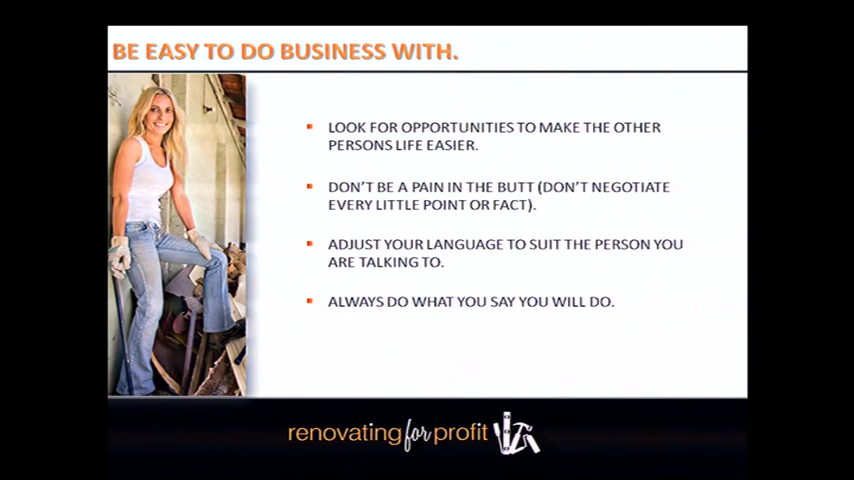 BE EASY TO DO BUSINESS WITH.
LOOK FOR OPPORTUNITIES TO MAKE THE OTHER
PERSONS LIFE EASIER.
DON'T BE A PAIN IN THE BUTT (DON'T NEGOTIATE
EVERY LITTLE POINT OR FACT).
ADJUST YOUR LANGUAGE TO SUIT THE PERSON YOU
ARE TALKING TO.
ALWAYS DO WHAT YOU SAY YOU WILL DO.
renovating for profit